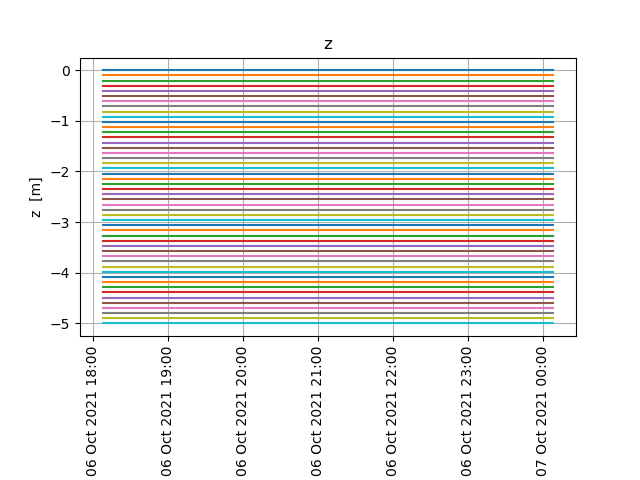 z
0
−1
−2
−3
−4
−5
z [m]
06 Oct 2021 18:00
06 Oct 2021 19:00
06 Oct 2021 20:00
06 Oct 2021 21:00
06 Oct 2021 22:00
06 Oct 2021 23:00
07 Oct 2021 00:00